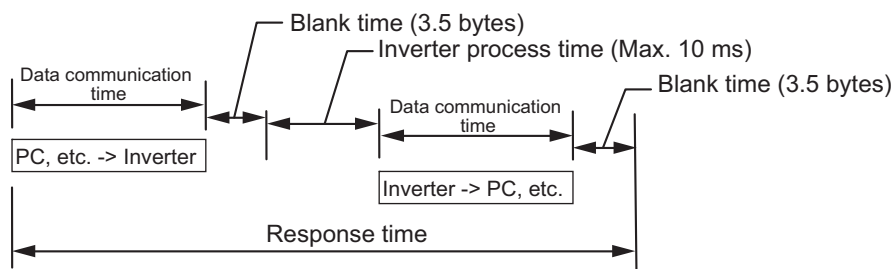 Blank time (3.5 bytes)
Inverter process time (Max. 10 ms)
Data communication
time
Blank time (3.5 bytes)
Data communication
time
PC, etc. -> Inverter
Inverter -> PC, etc.
Response time